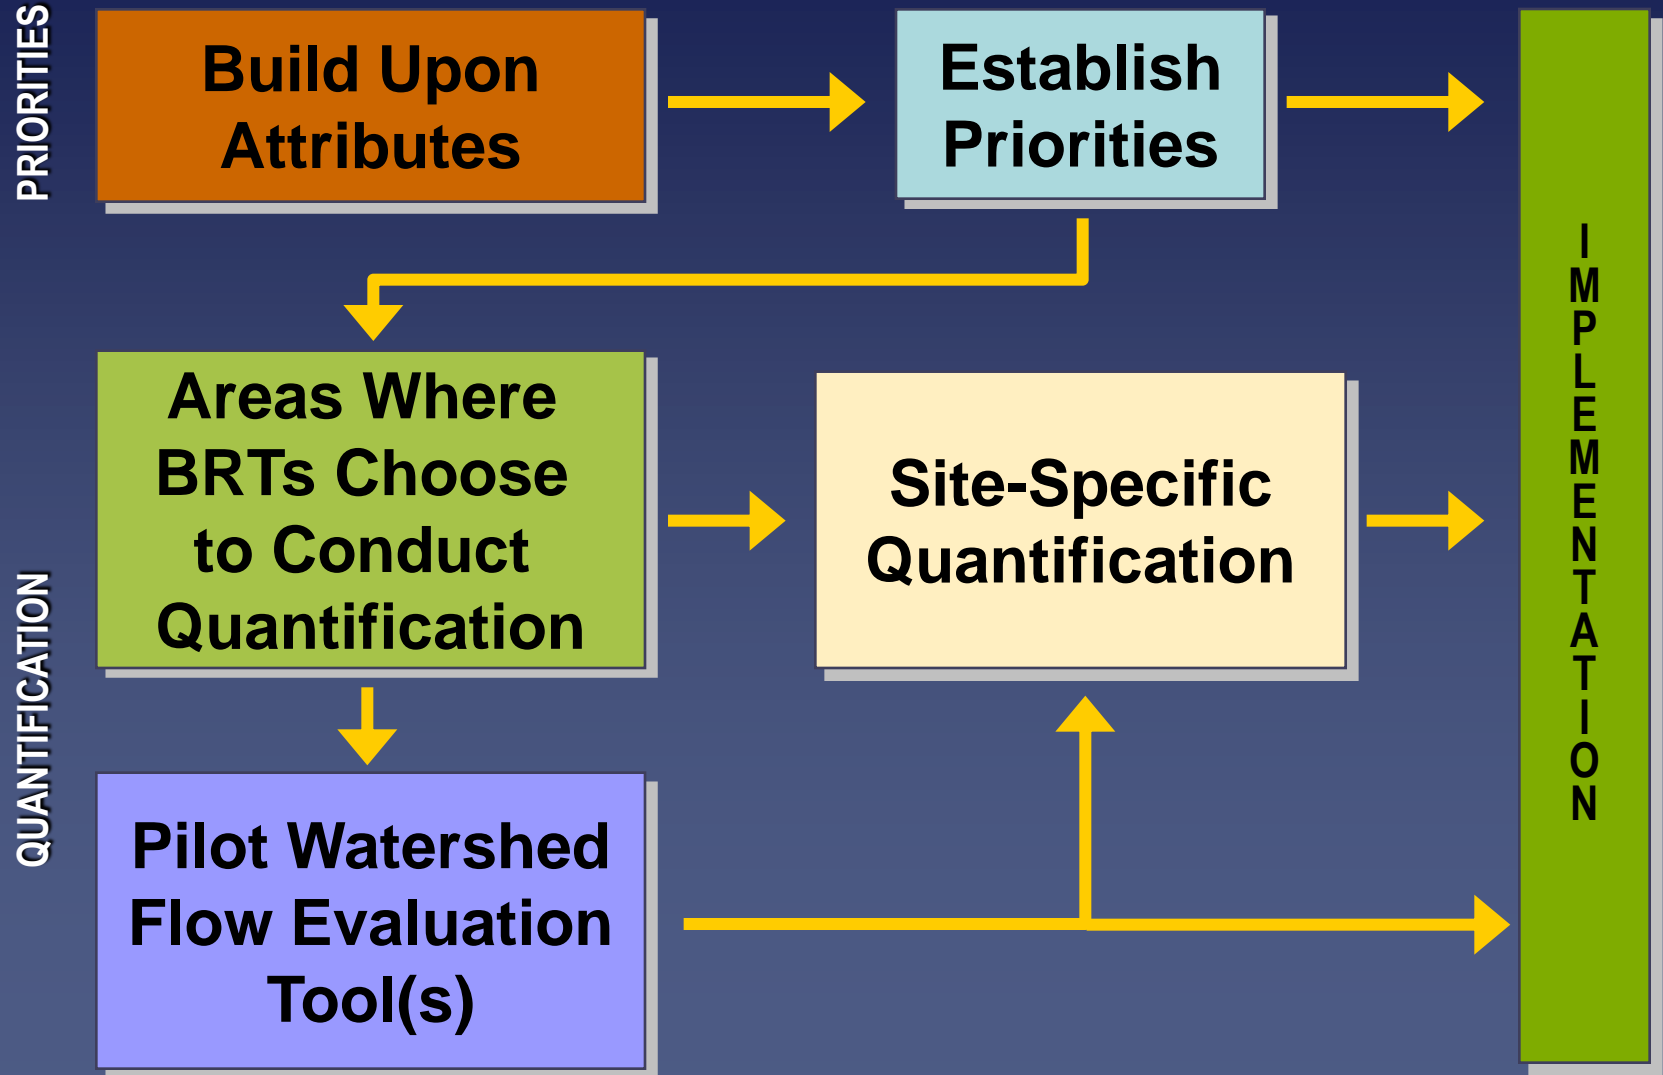 PRIORITIES
Build Upon
Attributes
Establish
Priorities
Areas Where
BRTs Choose
to Conduct
Quantification
Site-Specific
Quantification
QUANTIFICATION
Pilot Watershed
Flow Evaluation
Tool(s)
IMPLEMENTATION